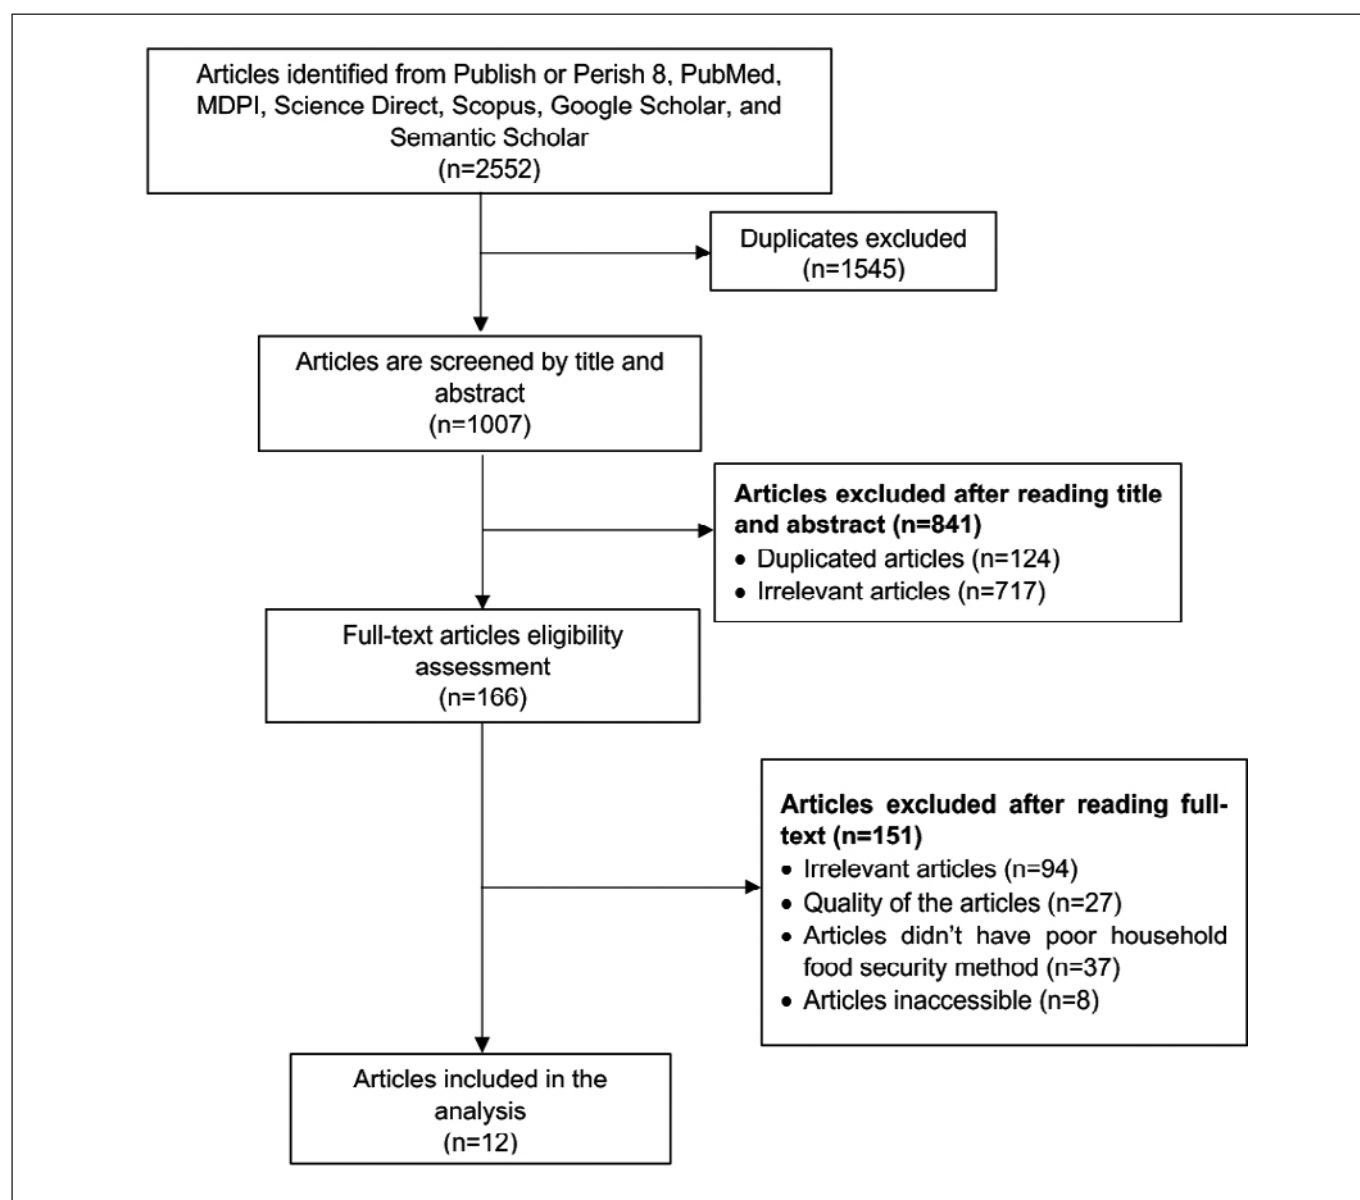 Articles identified from Publish or Perish 8, PubMed,
MDPI, Science Direct, Scopus, Google Scholar, and
Semantic Scholar
(n=2552)
Duplicates excluded
(n=1545)
Articles are screened by title and
abstract
(n=1007)
Articles excluded after reading title
and abstract (n=841)
• Duplicated articles (n=124)
• Irrelevant articles (n=717)
Full-text articles eligibility
assessment
(n=166)
Articles excluded after reading full-
text (n=151)
• Irrelevant articles (n=94)
• Quality of the articles (n=27)
• Articles didn't have poor household
food security method (n=37)
• Articles inaccessible (n=8)
Articles included in the
analysis
(n=12)